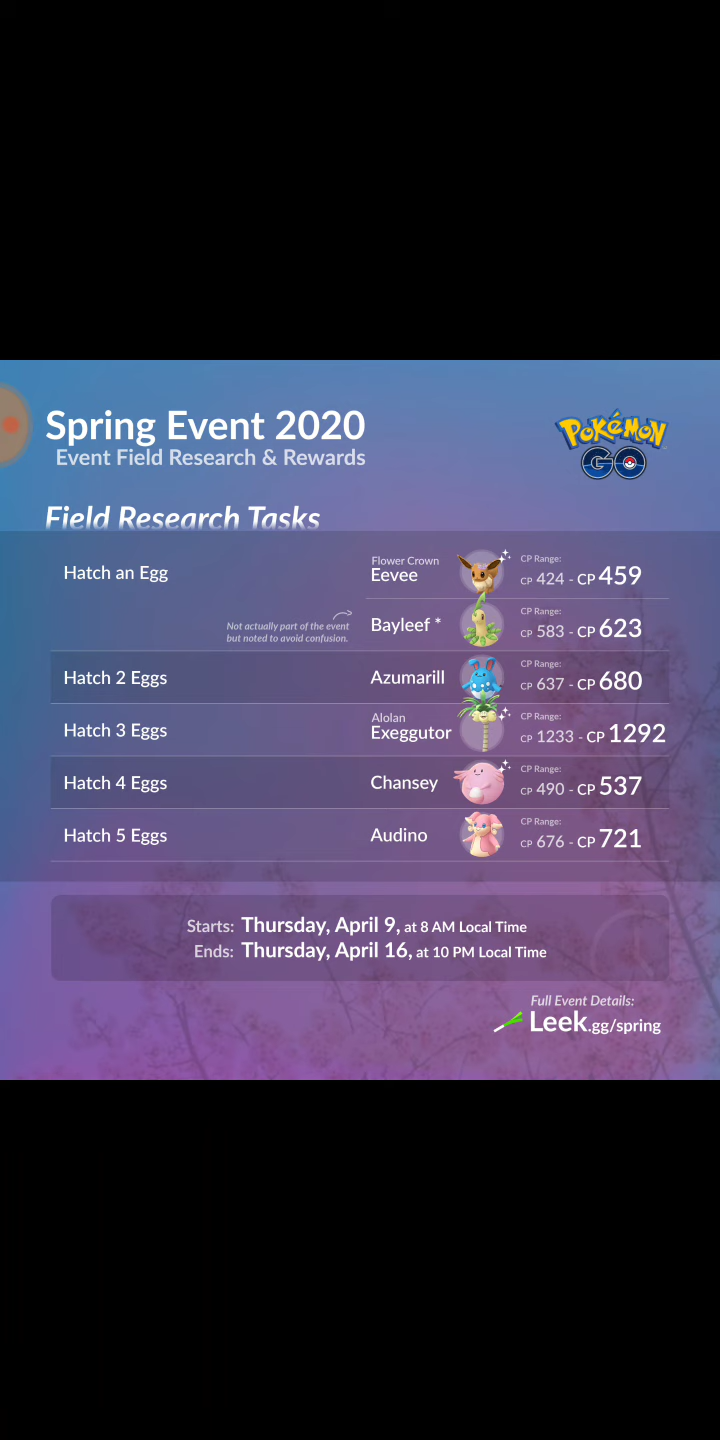 Spring Event 2020
Event Field Research & Rewards
POKéMON
GO
Field Research Tasks
Hatch an Egg
Flower Crown
Eevee
CP Range:
CP 424 - CP 459
Not actually part of the event
but noted to avoid confusion.
Bayleef *
CP Range:
CP 583 - CP 623
Hatch 2 Eggs
Azumarill
CP Range:
CP 637 - CP 680
Hatch 3 Eggs
Alolan
Exeggutor
CP Range:
CP 1233 - CP 1292
Hatch 4 Eggs
Chansey
CP Range:
CP 490 - CP 537
Hatch 5 Eggs
Audino
CP Range:
CP 676 - CP 721
Starts: Thursday, April 9, at 8 AM Local Time
Ends: Thursday, April 16, at 10 PM Local Time
Full Event Details:
Leek.gg/spring